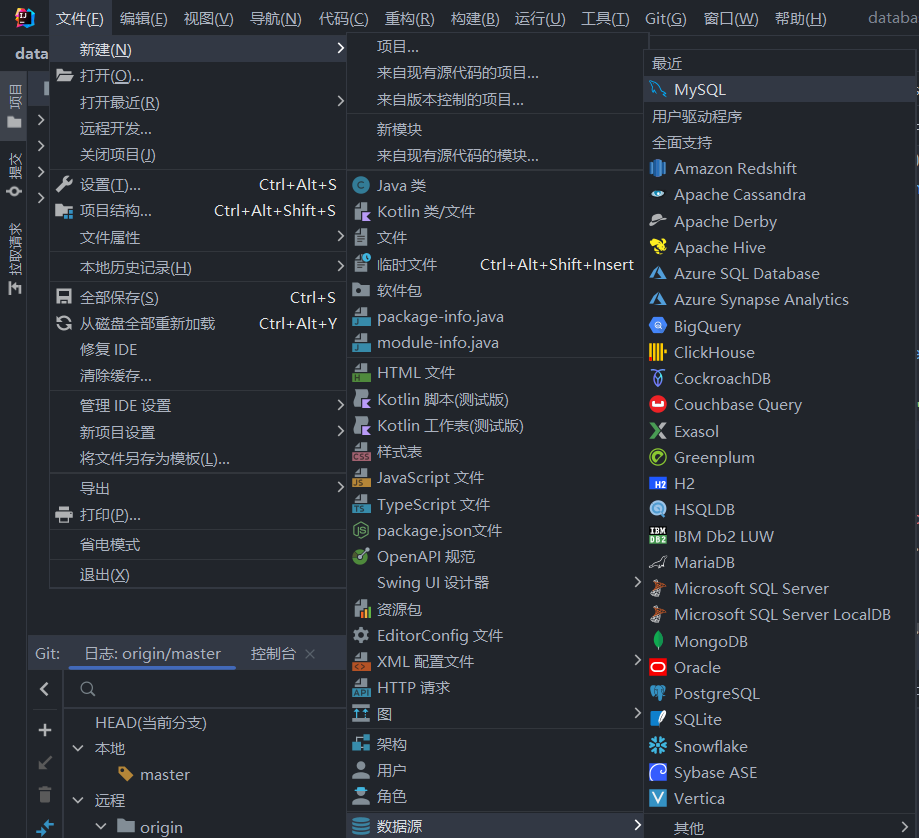 文件(F) 编辑(E) 视图(V) 导航(N) 代码(C) 重构(R) 构建(B) 运行(U) 工具(T) Git(G) 窗口(W) 帮助(H) databa
data
项目
提交
拉取请求
新建(N)
打开(O)...
打开最近(R)
远程开发...
关闭项目(J)
设置(T)... Ctrl+Alt+S
项目结构... Ctrl+Alt+Shift+S
文件属性
本地历史记录(H)
全部保存(S) Ctrl+S
从磁盘全部重新加载 Ctrl+Alt+Y
修复 IDE
清除缓存...
管理 IDE 设置
新项目设置
将文件另存为模板(L)...
导出
打印(P)...
省电模式
退出(X)
项目...
来自现有源代码的项目...
来自版本控制的项目...
新模块
来自现有源代码的模块...
Java 类
Kotlin 类/文件
文件
临时文件 Ctrl+Alt+Shift+Insert
软件包
package-info.java
module-info.java
HTML 文件
Kotlin 脚本(测试版)
Kotlin 工作表(测试版)
样式表
JavaScript 文件
TypeScript 文件
package.json文件
OpenAPI 规范
Swing UI 设计器
资源包
EditorConfig 文件
XML 配置文件
HTTP 请求
图
架构
用户
角色
数据源
最近
MySQL
用户驱动程序
全面支持
Amazon Redshift
Apache Cassandra
Apache Derby
Apache Hive
Azure SQL Database
Azure Synapse Analytics
BigQuery
ClickHouse
CockroachDB
Couchbase Query
Exasol
Greenplum
H2
HSQLDB
IBM Db2 LUW
MariaDB
Microsoft SQL Server
Microsoft SQL Server LocalDB
MongoDB
Oracle
PostgreSQL
SQLite
Snowflake
Sybase ASE
Vertica
其他
Git: 日志: origin/master 控制台
HEAD(当前分支)
本地
master
远程
origin